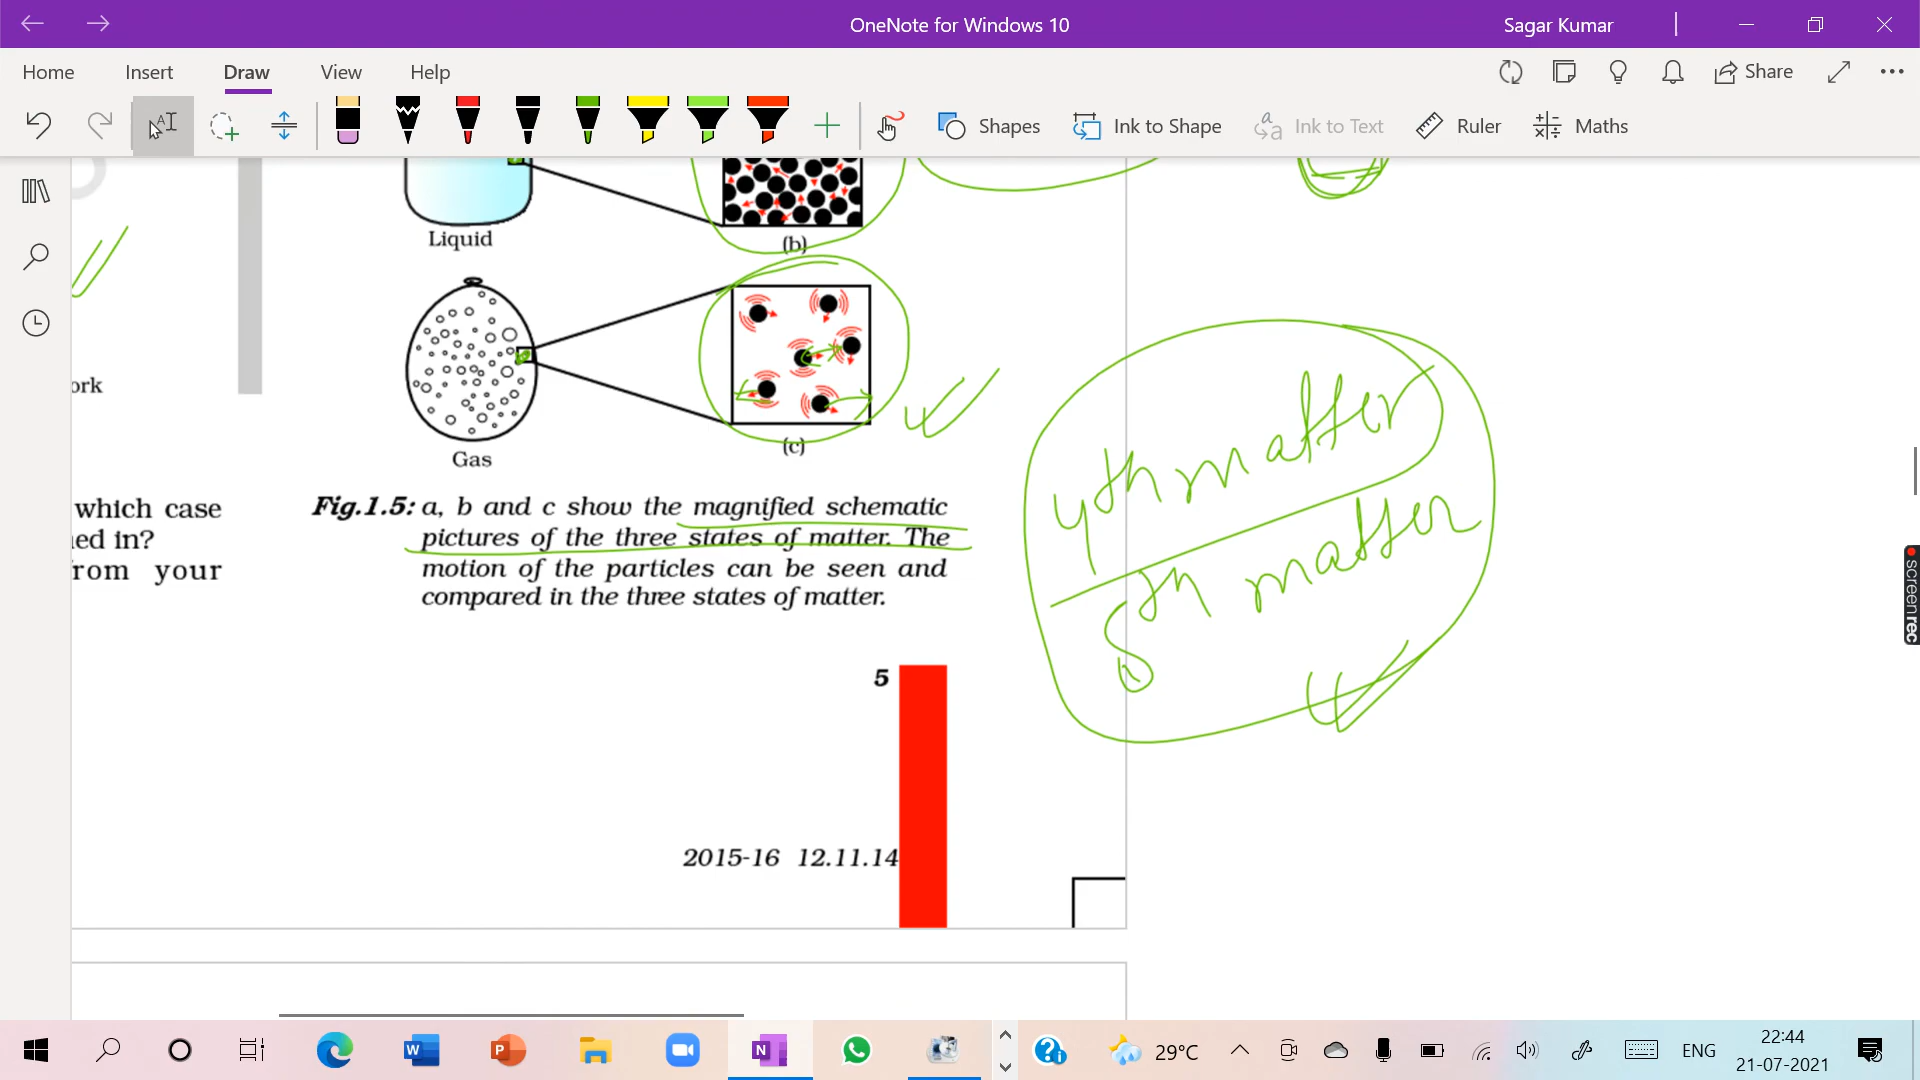 OneNote for Windows 10
Sagar Kumar
Home
Insert
Draw
View
Help
Share
Shapes
Ink to Shape
Ink to Text
Ruler
Maths
Liquid
(b)
Gas
(c)
ork
which case
ed in?
rom your
Fig.1.5: a, b and c show the magnified schematic
pictures of the three states of matter. The
motion of the particles can be seen and
compared in the three states of matter.
4th matter
5th matter
5
2015-16 12.11.14
screenrec
29°C
ENG
22:44
21-07-2021